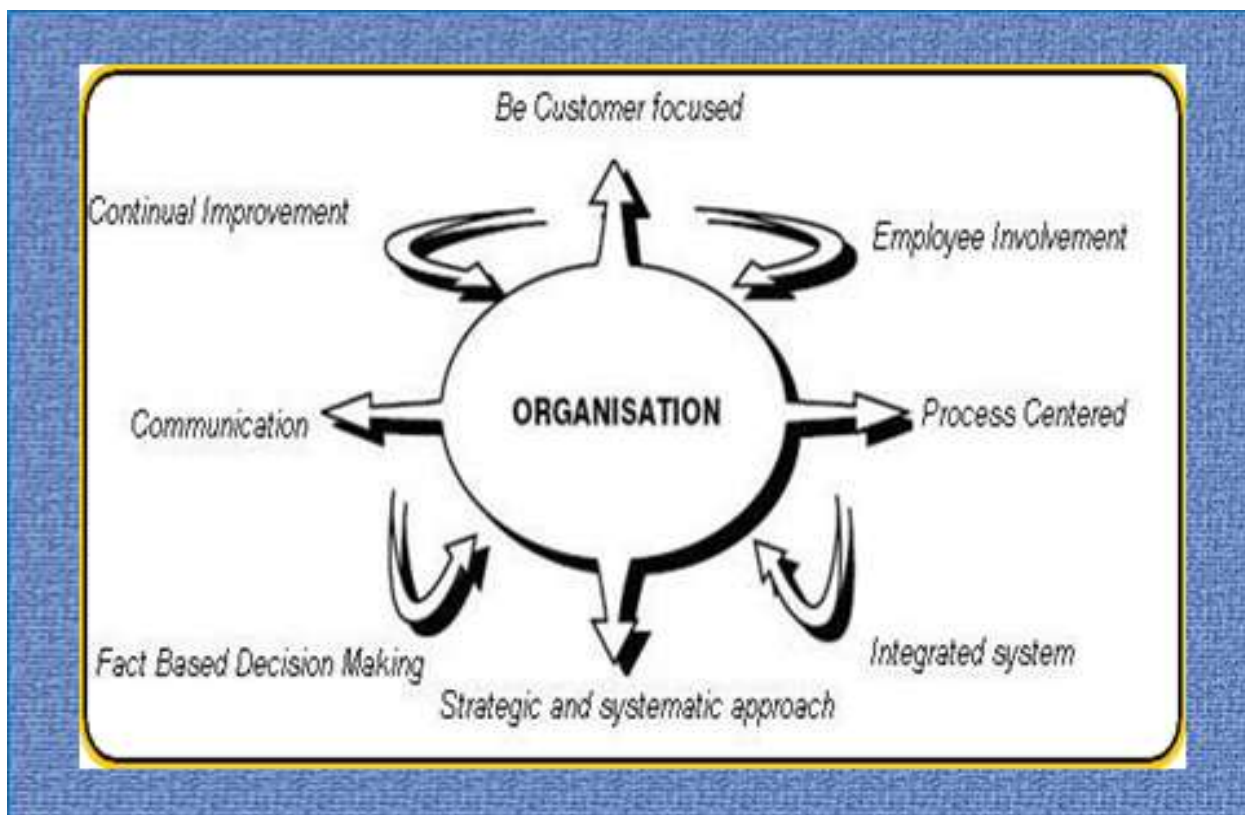 Be Customer focused
Continual Improvement
Employee Involvement
Communication
ORGANISATION
Process Centered
Fact Based Decision Making
Integrated system
Strategic and systematic approach